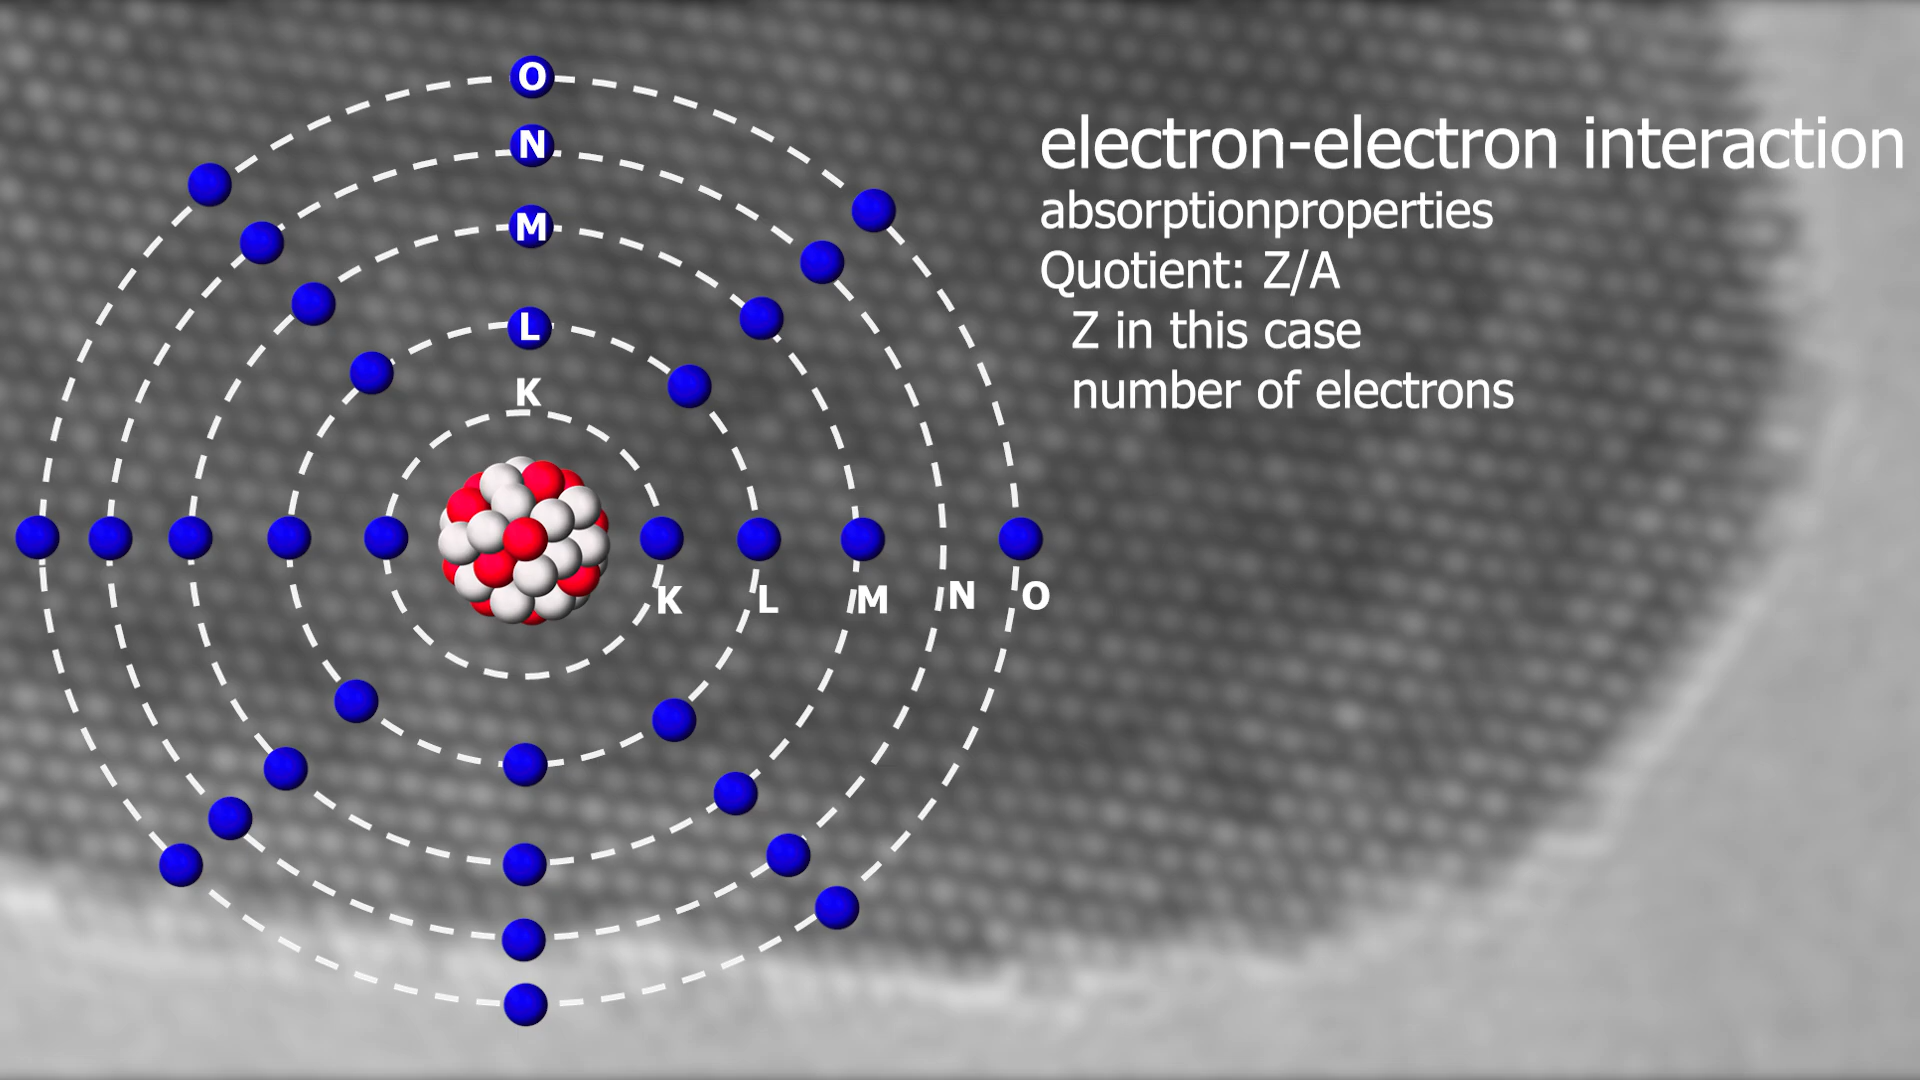 O
N
M
L
K
K L M N O
electron-electron interaction
absorptionproperties
Quotient: Z/A
Z in this case
number of electrons